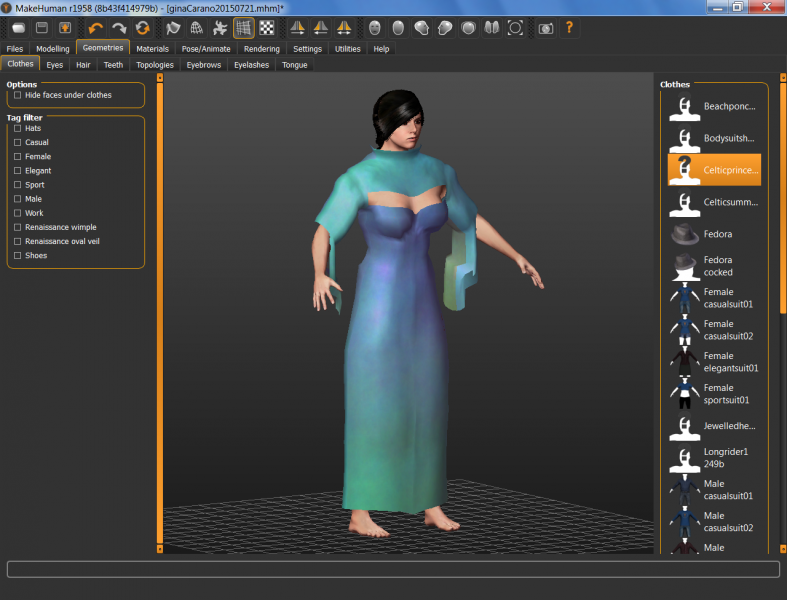 MakeHuman r1958 (8b43f414979b) - [ginaCarano20150721.mhm]*
Files Modelling Geometries Materials Pose/Animate Rendering Settings Utilities Help
Clothes Eyes Hair Teeth Topologies Eyebrows Eyelashes Tongue
Options
Hide faces under clothes
Tag filter
Hats
Casual
Female
Elegant
Sport
Male
Work
Renaissance wimple
Renaissance oval veil
Shoes
Clothes
Beachponc...
Bodysuitsh...
Celticprince...
Celticsumm...
Fedora
Fedora
cocked
Female
casualsuit01
Female
casualsuit02
Female
elegantsuit01
Female
sportsuit01
Jewelledhe...
Longrider1
249b
Male
casualsuit01
Male
casualsuit02
Male